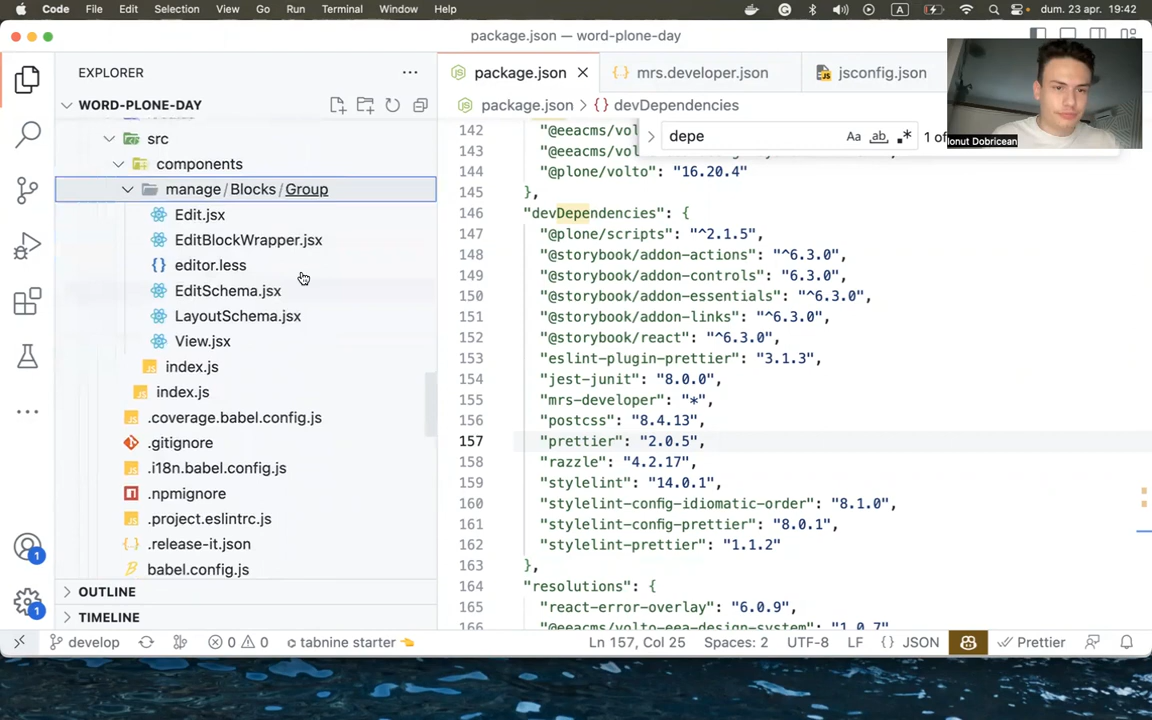 Code File Edit Selection View Go Run Terminal Window Help A dum. 23 apr. 19:42
package.json — word-plone-day
EXPLORER
package.json
mrs.developer.json
jsconfig.json
WORD-PLONE-DAY
package.json > {} devDependencies
depe
Aa ab .* 1 of
Ionut Dobricean
src
components
manage/Blocks/Group
Edit.jsx
EditBlockWrapper.jsx
{} editor.less
EditSchema.jsx
LayoutSchema.jsx
View.jsx
index.js
index.js
.coverage.babel.config.js
.gitignore
.i18n.babel.config.js
.npmignore
.project.eslintrc.js
{} .release-it.json
babel.config.js
OUTLINE
TIMELINE
142 "@eeacms/vol
143 "@eeacms/vol
144 "@plone/volto": "16.20.4"
145 },
146 "devDependencies": {
147 "@plone/scripts": "^2.1.5",
148 "@storybook/addon-actions": "^6.3.0",
149 "@storybook/addon-controls": "6.3.0",
150 "@storybook/addon-essentials": "^6.3.0",
151 "@storybook/addon-links": "^6.3.0",
152 "@storybook/react": "^6.3.0",
153 "eslint-plugin-prettier": "3.1.3",
154 "jest-junit": "8.0.0",
155 "mrs-developer": "*",
156 "postcss": "8.4.13",
157 "prettier": "2.0.5",
158 "razzle": "4.2.17",
159 "stylelint": "14.0.1",
160 "stylelint-config-idiomatic-order": "8.1.0",
161 "stylelint-config-prettier": "8.0.1",
162 "stylelint-prettier": "1.1.2"
163 },
164 "resolutions": {
165 "react-error-overlay": "6.0.9",
166 "@eeacms/volto-eea-design-system": "1.0.7"
1
1
develop 0 0 tabnine starter Ln 157, Col 25 Spaces: 2 UTF-8 LF {} JSON Prettier